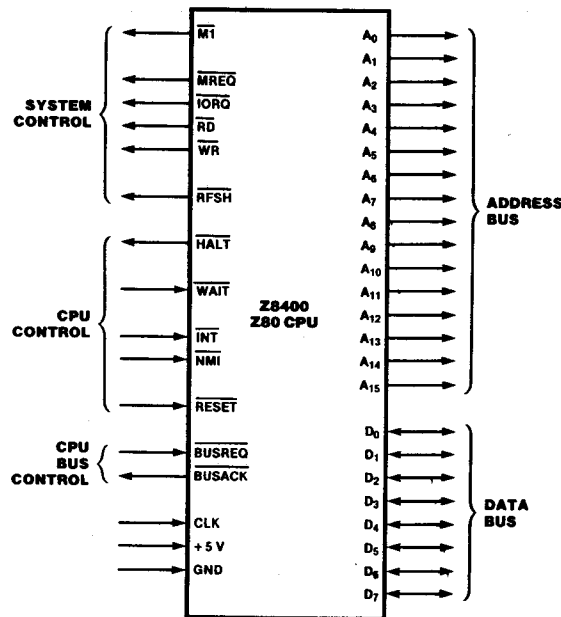 SYSTEM
CONTROL
M1
MREQ
IORQ
RD
WR
RFSH
CPU
CONTROL
HALT
WAIT
INT
NMI
RESET
CPU
BUS
CONTROL
BUSREQ
BUSACK
CLK
+5 V
GND
Z8400
Z80 CPU
A0
A1
A2
A3
A4
A5
A6
A7
A8
A9
A10
A11
A12
A13
A14
A15
ADDRESS
BUS
D0
D1
D2
D3
D4
D5
D6
D7
DATA
BUS